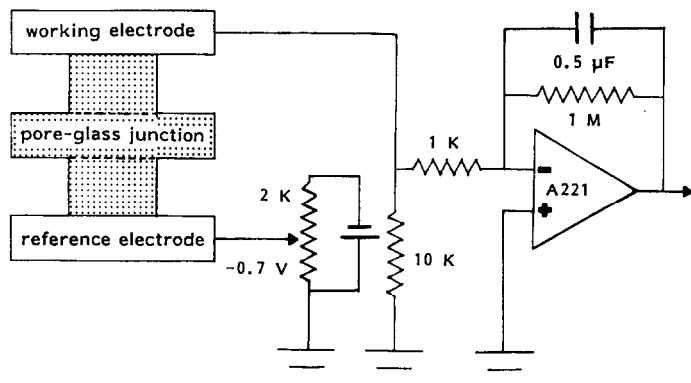 working electrode
0.5 µF
pore-glass junction
1 M
1 K
2 K
A221
reference electrode
-0.7 V
10 K